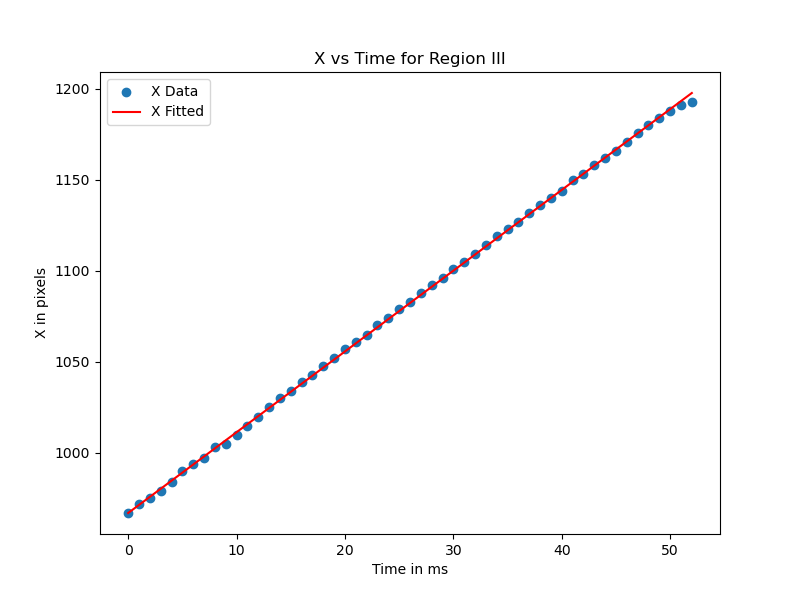 X vs Time for Region III
X Data
X Fitted
1200
1150
1100
1050
1000
X in pixels
0 10 20 30 40 50
Time in ms